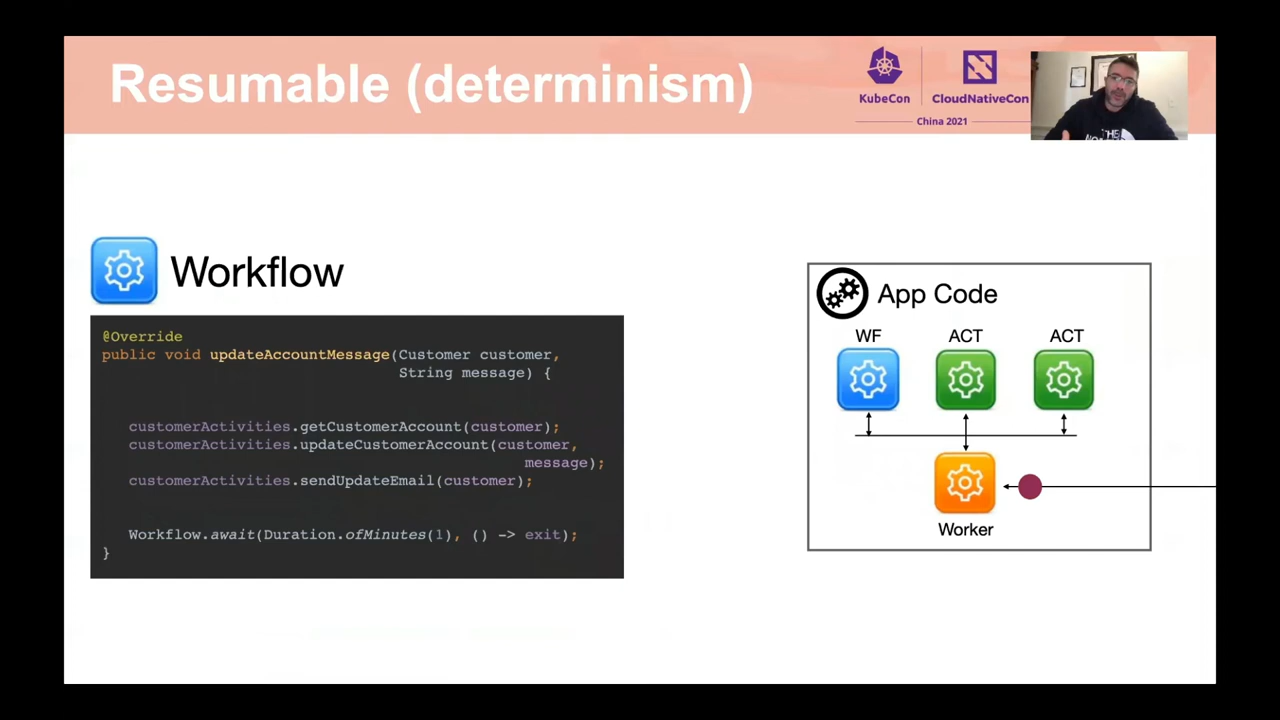 Resumable (determinism)
KubeCon
CloudNativeCon
China 2021
THE
Workflow
@Override
public void updateAccountMessage(Customer customer,
String message) {
customerActivities.getCustomerAccount(customer);
customerActivities.updateCustomerAccount(customer,
message);
customerActivities.sendUpdateEmail(customer);
Workflow.await(Duration.ofMinutes(1), () -> exit);
}
App Code
WF
ACT
ACT
Worker